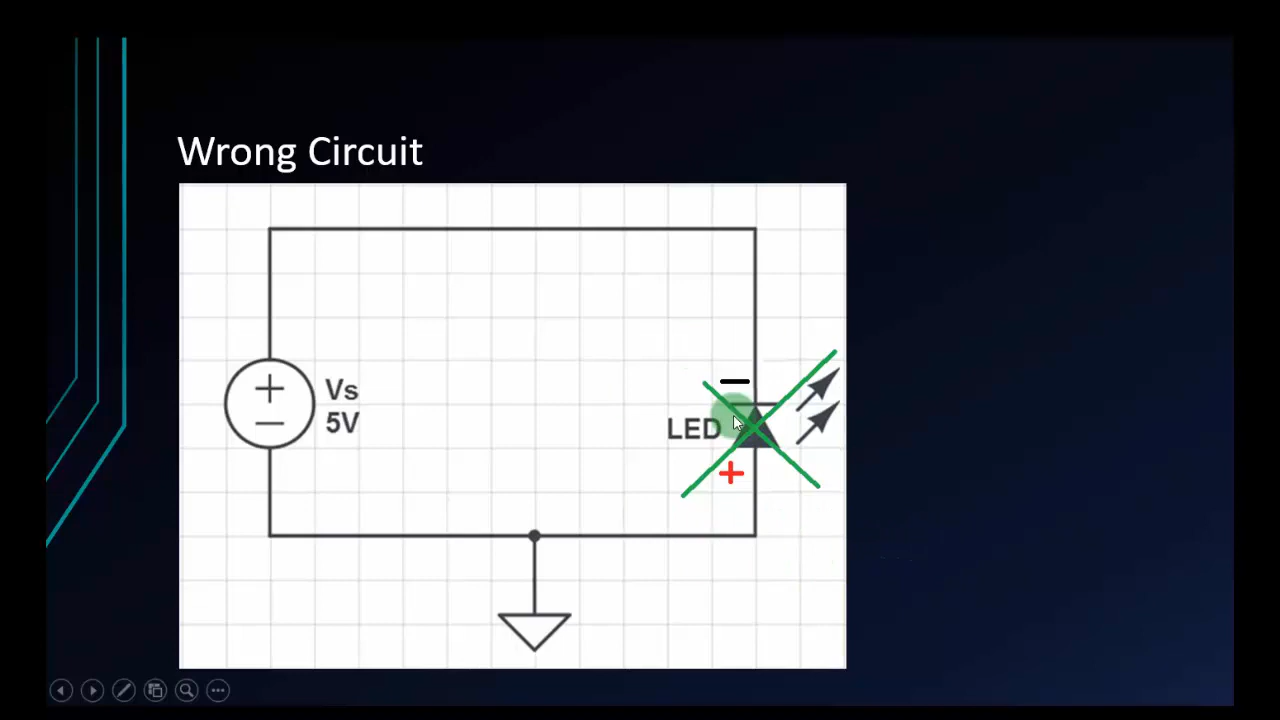 Wrong Circuit
+
−
Vs
5V
−
LED
+